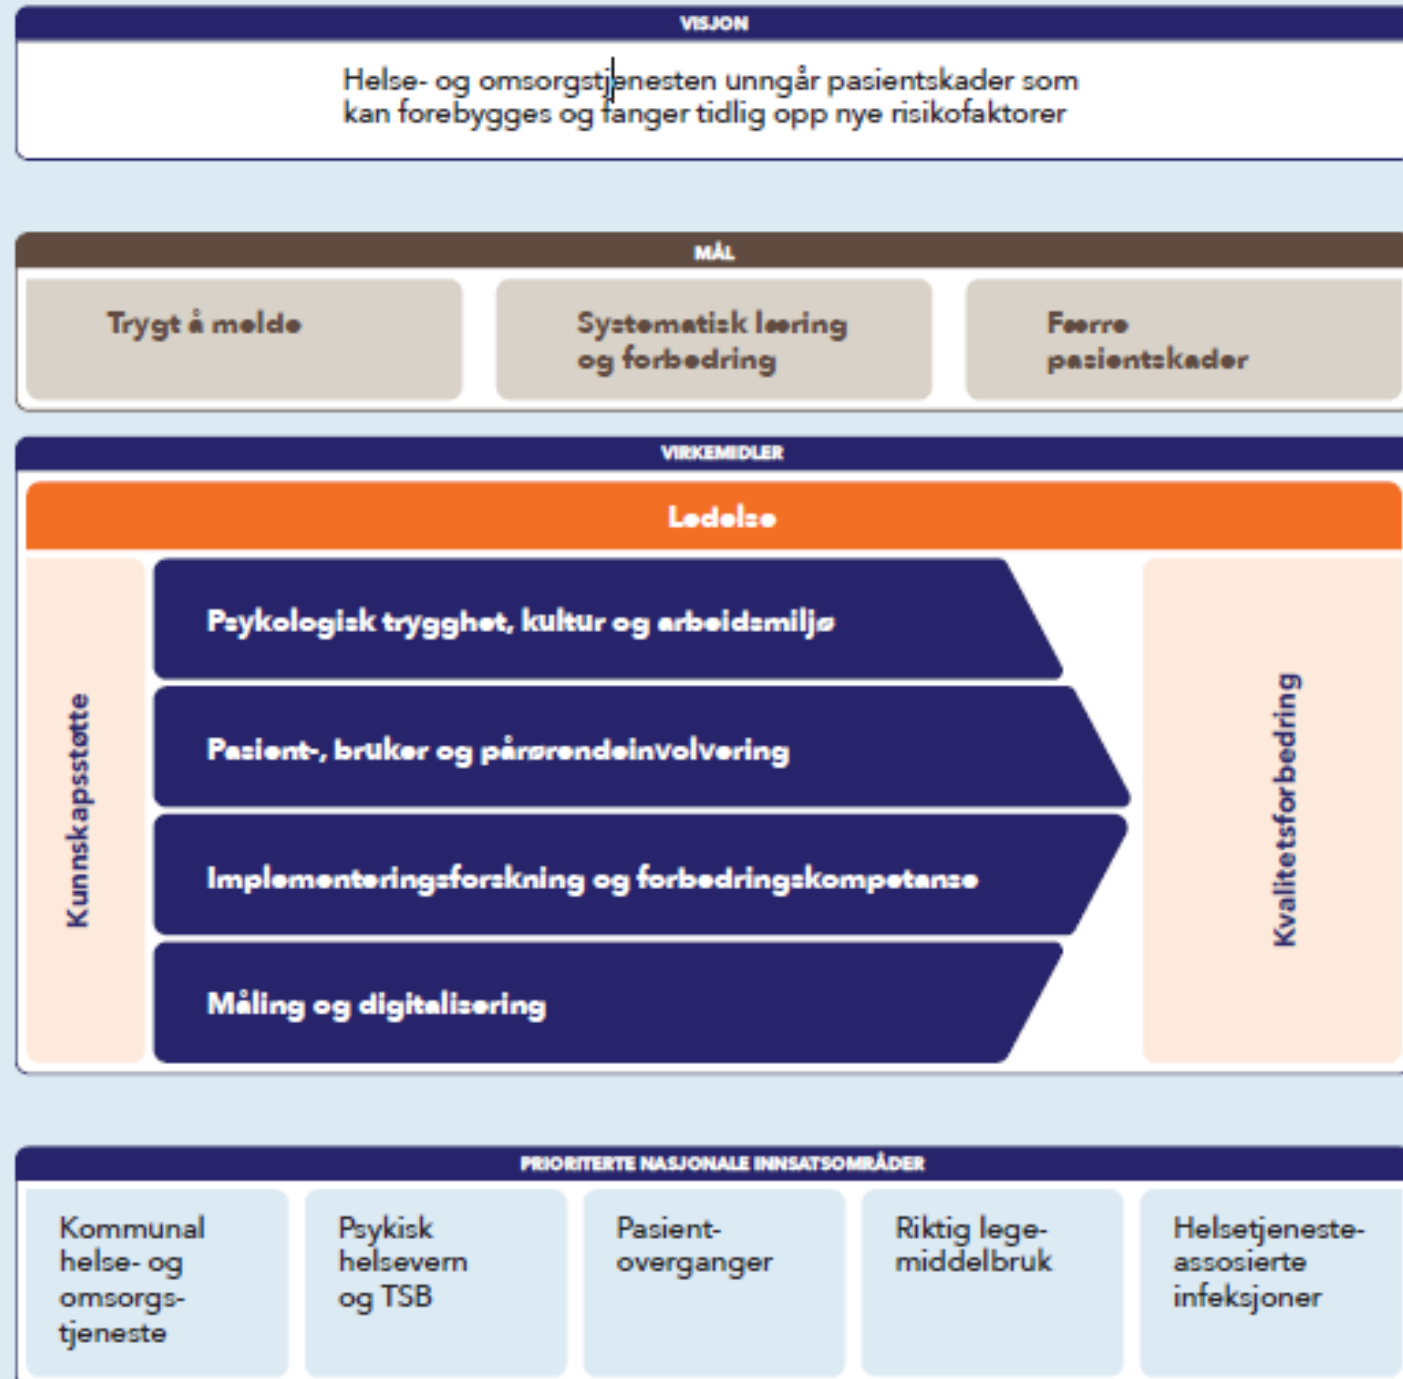 VISJON
Helse- og omsorgstjenesten unngår pasientskader som
kan forebygges og fanger tidlig opp nye risikofaktorer
MÅL
Trygt å melde
Systematisk læring
og forbedring
Færre
pasientskader
VIRKEMIDLER
Ledelse
Kunnskapsstøtte
Psykologisk trygghet, kultur og arbeidsmiljø
Pasient-, bruker og pårørendeinvolvering
Implementeringsforskning og forbedringskompetanse
Måling og digitalisering
Kvalitetsforbedring
PRIORITERTE NASJONALE INNSATSOMRÅDER
Kommunal
helse- og
omsorgs-
tjeneste
Psykisk
helsevern
og TSB
Pasient-
overganger
Riktig lege-
middelbruk
Helsetjeneste-
assosierte
infeksjoner